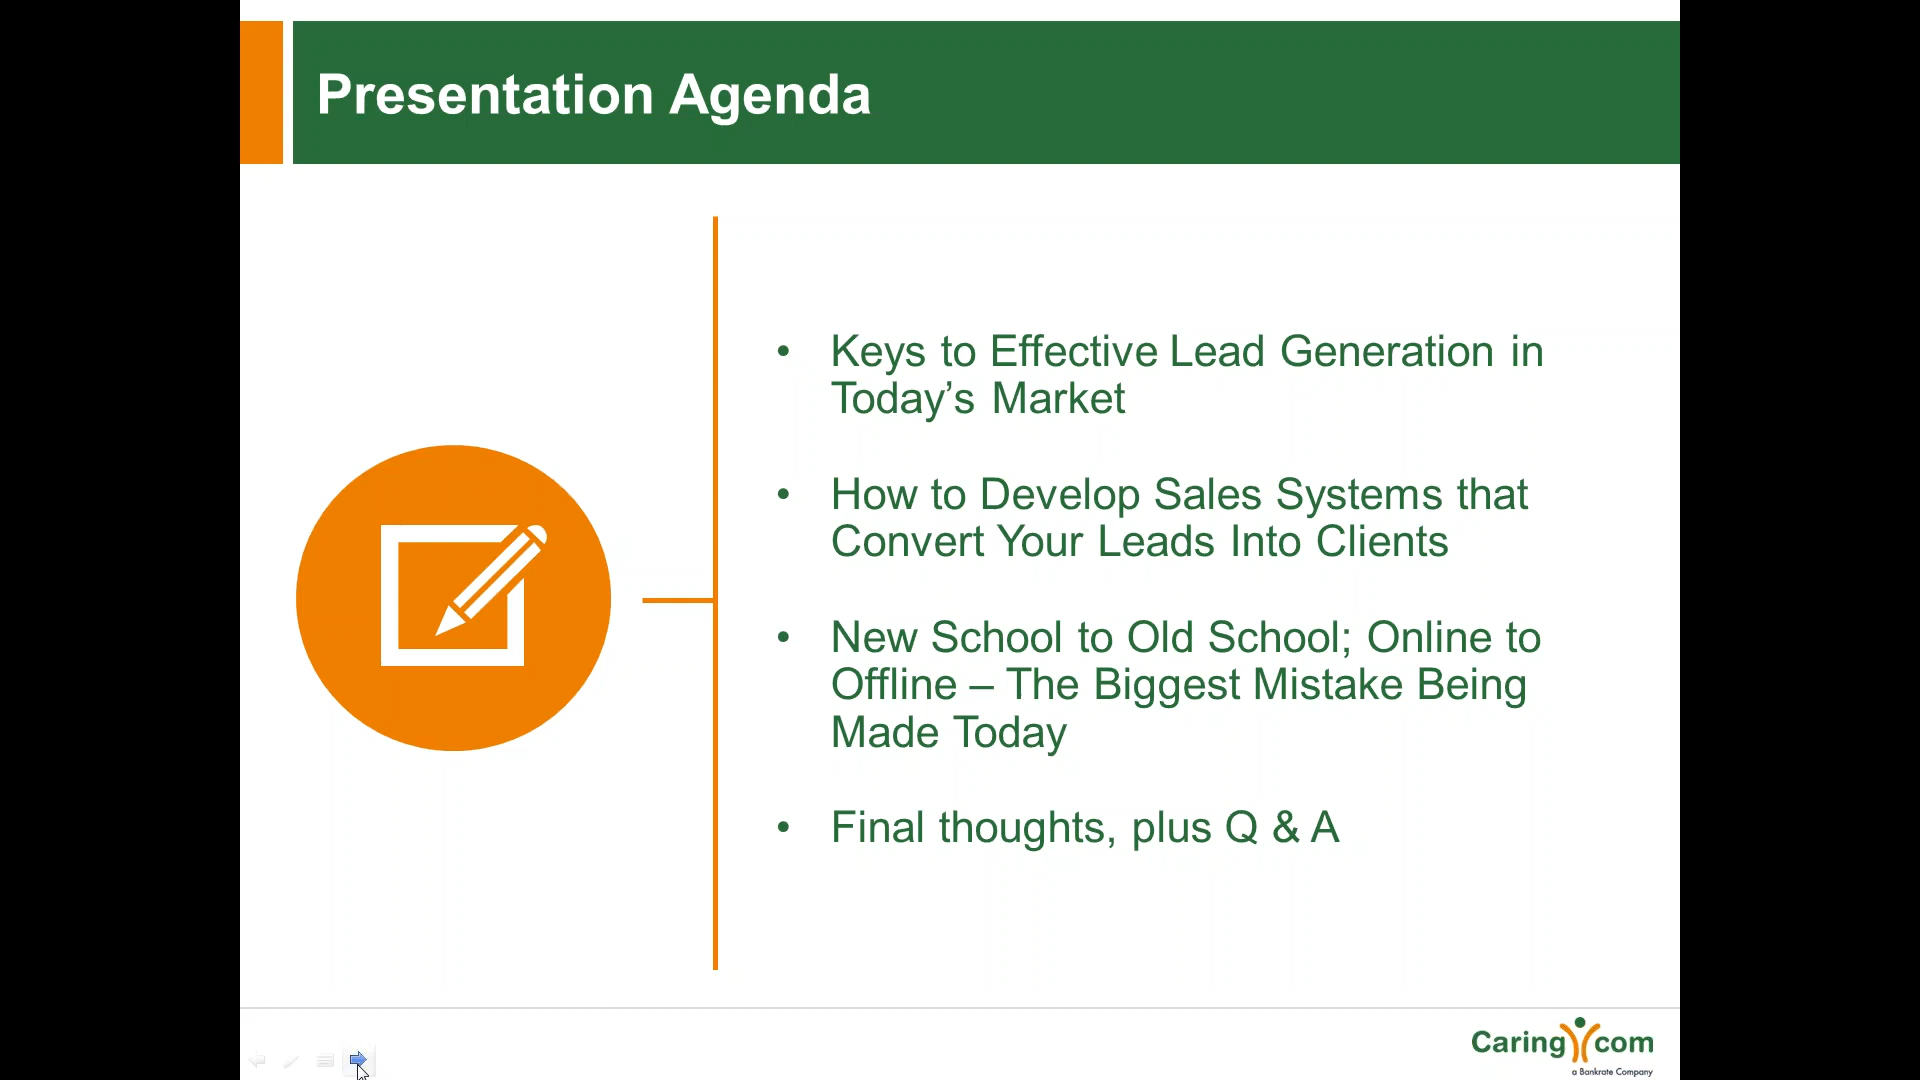 Presentation Agenda
• Keys to Effective Lead Generation in
Today’s Market
• How to Develop Sales Systems that
Convert Your Leads Into Clients
• New School to Old School; Online to
Offline – The Biggest Mistake Being
Made Today
• Final thoughts, plus Q & A
Caring com
a Bankrate Company